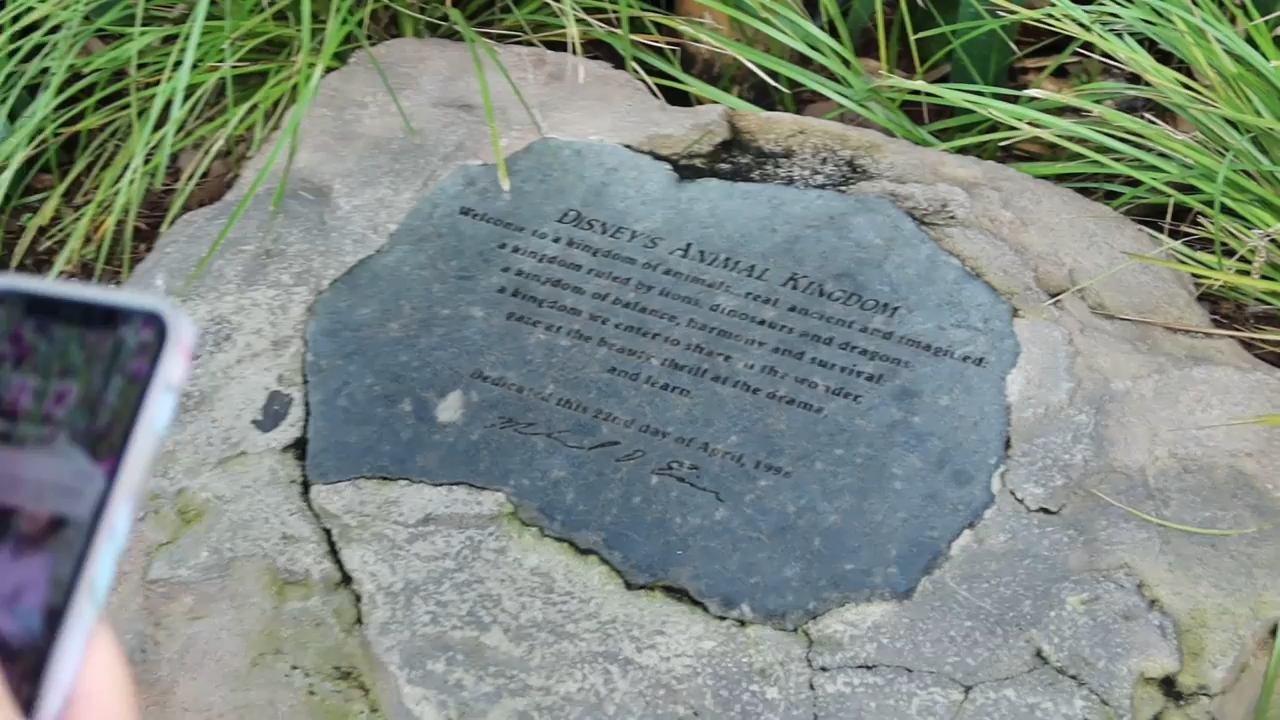 DISNEY'S ANIMAL KINGDOM
Welcome to a kingdom of animals...real, ancient and imagined:
a kingdom ruled by lions, dinosaurs and dragons;
a kingdom of balance, harmony and survival;
a kingdom we enter to share in the wonder,
gaze at the beauty, thrill at the drama,
and learn.
Dedicated this 22nd day of April, 1998